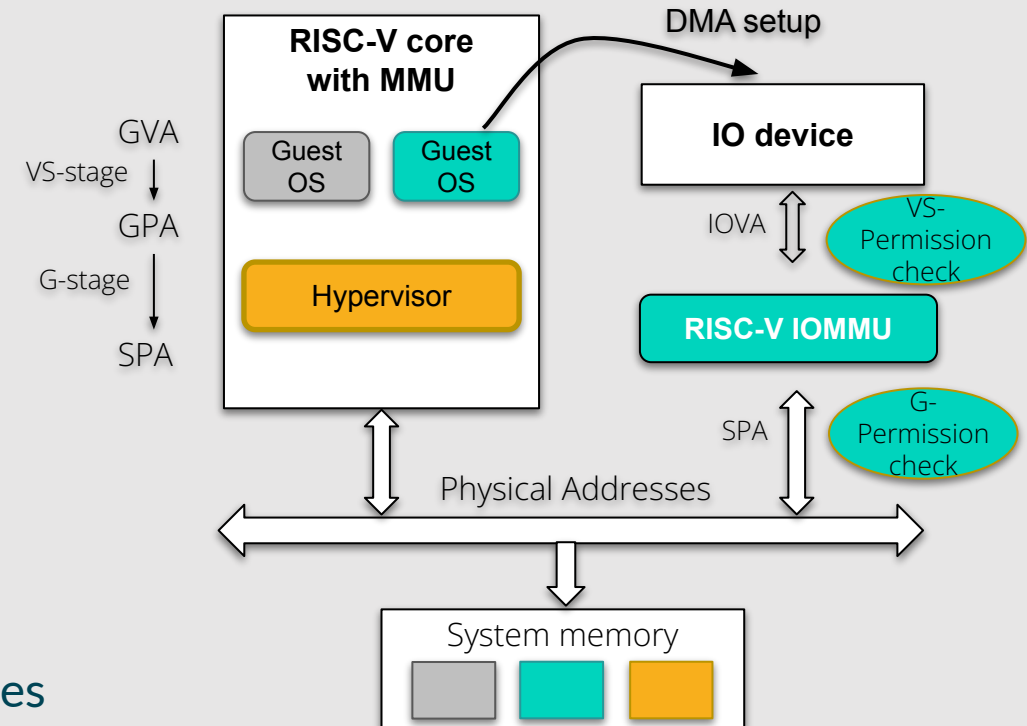 DMA setup
RISC-V core
with MMU
GVA
VS-stage
GPA
G-stage
SPA
Guest
OS
Guest
OS
Hypervisor
IO device
IOVA
VS-
Permission
check
RISC-V IOMMU
SPA
G-
Permission
check
Physical Addresses
System memory
es